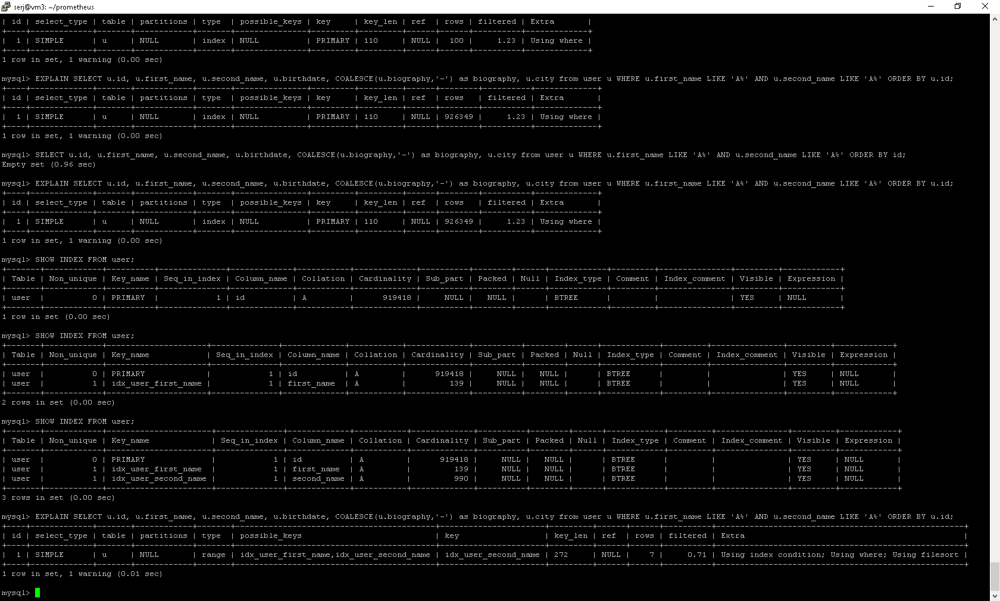 serj@vm3: ~/prometheus
| id | select_type | table | partitions | type  | possible_keys | key     | key_len | ref  | rows | filtered | Extra       |
+----+-------------+-------+------------+-------+---------------+---------+---------+------+------+----------+-------------+
|  1 | SIMPLE      | u     | NULL       | index | NULL          | PRIMARY | 110     | NULL |  100 |     1.23 | Using where |
+----+-------------+-------+------------+-------+---------------+---------+---------+------+------+----------+-------------+
1 row in set, 1 warning (0.00 sec)
mysql> EXPLAIN SELECT u.id, u.first_name, u.second_name, u.birthdate, COALESCE(u.biography,'-') as biography, u.city from user u WHERE u.first_name LIKE 'A%' AND u.second_name LIKE 'A%' ORDER BY u.id;
+----+-------------+-------+------------+-------+---------------+---------+---------+------+--------+----------+-------------+
| id | select_type | table | partitions | type  | possible_keys | key     | key_len | ref  | rows   | filtered | Extra       |
+----+-------------+-------+------------+-------+---------------+---------+---------+------+--------+----------+-------------+
|  1 | SIMPLE      | u     | NULL       | index | NULL          | PRIMARY | 110     | NULL | 926349 |     1.23 | Using where |
+----+-------------+-------+------------+-------+---------------+---------+---------+------+--------+----------+-------------+
1 row in set, 1 warning (0.00 sec)
mysql> SELECT u.id, u.first_name, u.second_name, u.birthdate, COALESCE(u.biography,'-') as biography, u.city from user u WHERE u.first_name LIKE 'A%' AND u.second_name LIKE 'A%' ORDER BY id;
Empty set (0.96 sec)
mysql> EXPLAIN SELECT u.id, u.first_name, u.second_name, u.birthdate, COALESCE(u.biography,'-') as biography, u.city from user u WHERE u.first_name LIKE 'A%' AND u.second_name LIKE 'A%' ORDER BY u.id;
+----+-------------+-------+------------+-------+---------------+---------+---------+------+--------+----------+-------------+
| id | select_type | table | partitions | type  | possible_keys | key     | key_len | ref  | rows   | filtered | Extra       |
+----+-------------+-------+------------+-------+---------------+---------+---------+------+--------+----------+-------------+
|  1 | SIMPLE      | u     | NULL       | index | NULL          | PRIMARY | 110     | NULL | 926349 |     1.23 | Using where |
+----+-------------+-------+------------+-------+---------------+---------+---------+------+--------+----------+-------------+
1 row in set, 1 warning (0.00 sec)
mysql> SHOW INDEX FROM user;
+-------+------------+----------+--------------+-------------+-----------+-------------+----------+--------+------+------------+---------+---------------+---------+------------+
| Table | Non_unique | Key_name | Seq_in_index | Column_name | Collation | Cardinality | Sub_part | Packed | Null | Index_type | Comment | Index_comment | Visible | Expression |
+-------+------------+----------+--------------+-------------+-----------+-------------+----------+--------+------+------------+---------+---------------+---------+------------+
| user  |          0 | PRIMARY  |            1 | id          | A         |      919418 |     NULL |   NULL |      | BTREE      |         |               | YES     | NULL       |
+-------+------------+----------+--------------+-------------+-----------+-------------+----------+--------+------+------------+---------+---------------+---------+------------+
1 row in set (0.00 sec)
mysql> SHOW INDEX FROM user;
+-------+------------+---------------------+--------------+-------------+-----------+-------------+----------+--------+------+------------+---------+---------------+---------+------------+
| Table | Non_unique | Key_name            | Seq_in_index | Column_name | Collation | Cardinality | Sub_part | Packed | Null | Index_type | Comment | Index_comment | Visible | Expression |
+-------+------------+---------------------+--------------+-------------+-----------+-------------+----------+--------+------+------------+---------+---------------+---------+------------+
| user  |          0 | PRIMARY             |            1 | id          | A         |      919418 |     NULL |   NULL |      | BTREE      |         |               | YES     | NULL       |
| user  |          1 | idx_user_first_name |            1 | first_name  | A         |         139 |     NULL |   NULL |      | BTREE      |         |               | YES     | NULL       |
+-------+------------+---------------------+--------------+-------------+-----------+-------------+----------+--------+------+------------+---------+---------------+---------+------------+
2 rows in set (0.00 sec)
mysql> SHOW INDEX FROM user;
+-------+------------+----------------------+--------------+-------------+-----------+-------------+----------+--------+------+------------+---------+---------------+---------+------------+
| Table | Non_unique | Key_name             | Seq_in_index | Column_name | Collation | Cardinality | Sub_part | Packed | Null | Index_type | Comment | Index_comment | Visible | Expression |
+-------+------------+----------------------+--------------+-------------+-----------+-------------+----------+--------+------+------------+---------+---------------+---------+------------+
| user  |          0 | PRIMARY              |            1 | id          | A         |      919418 |     NULL |   NULL |      | BTREE      |         |               | YES     | NULL       |
| user  |          1 | idx_user_first_name  |            1 | first_name  | A         |         139 |     NULL |   NULL |      | BTREE      |         |               | YES     | NULL       |
| user  |          1 | idx_user_second_name |            1 | second_name | A         |         990 |     NULL |   NULL |      | BTREE      |         |               | YES     | NULL       |
+-------+------------+----------------------+--------------+-------------+-----------+-------------+----------+--------+------+------------+---------+---------------+---------+------------+
3 rows in set (0.00 sec)
mysql> EXPLAIN SELECT u.id, u.first_name, u.second_name, u.birthdate, COALESCE(u.biography,'-') as biography, u.city from user u WHERE u.first_name LIKE 'A%' AND u.second_name LIKE 'A%' ORDER BY u.id;
+----+-------------+-------+------------+-------+------------------------------------------+----------------------+---------+------+------+----------+----------------------------------------------------+
| id | select_type | table | partitions | type  | possible_keys                            | key                  | key_len | ref  | rows | filtered | Extra                                              |
+----+-------------+-------+------------+-------+------------------------------------------+----------------------+---------+------+------+----------+----------------------------------------------------+
|  1 | SIMPLE      | u     | NULL       | range | idx_user_first_name,idx_user_second_name | idx_user_second_name | 272     | NULL |    7 |     0.71 | Using index condition; Using where; Using filesort |
+----+-------------+-------+------------+-------+------------------------------------------+----------------------+---------+------+------+----------+----------------------------------------------------+
1 row in set, 1 warning (0.01 sec)
mysql>